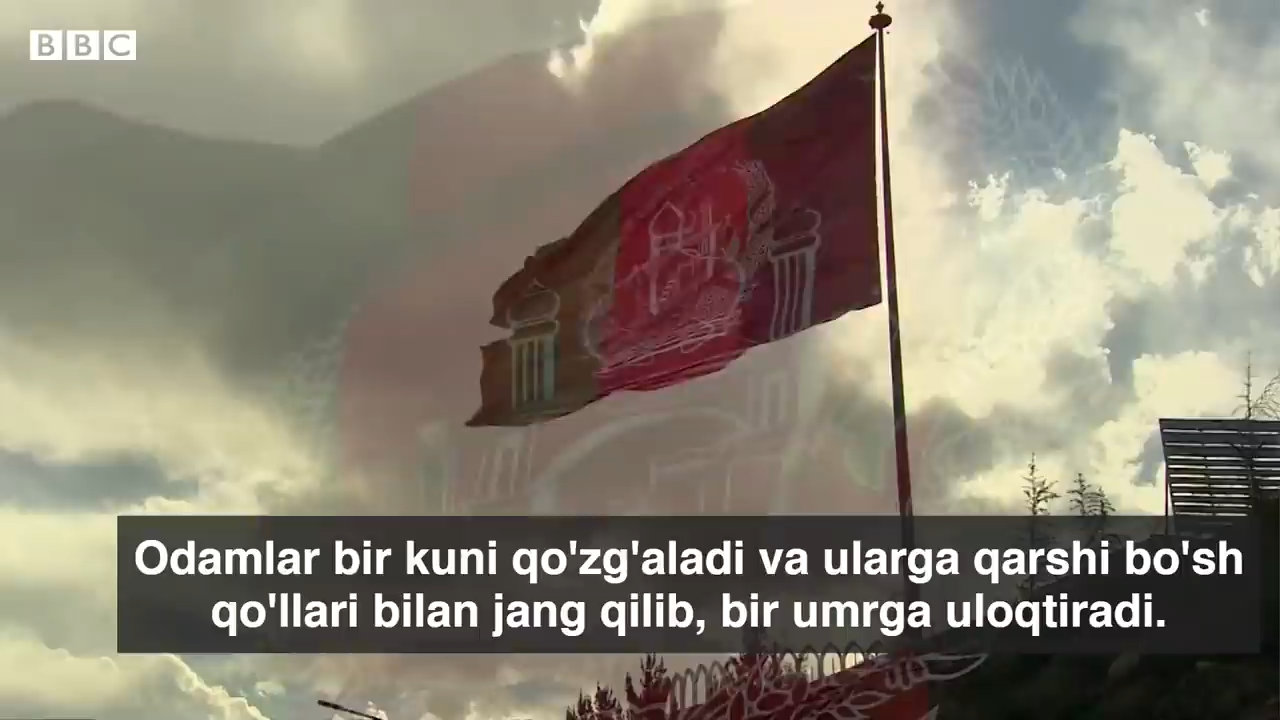 BBC
Odamlar bir kuni qo'zg'aladi va ularga qarshi bo'sh
qo'llari bilan jang qilib, bir umrga uloqtiradi.